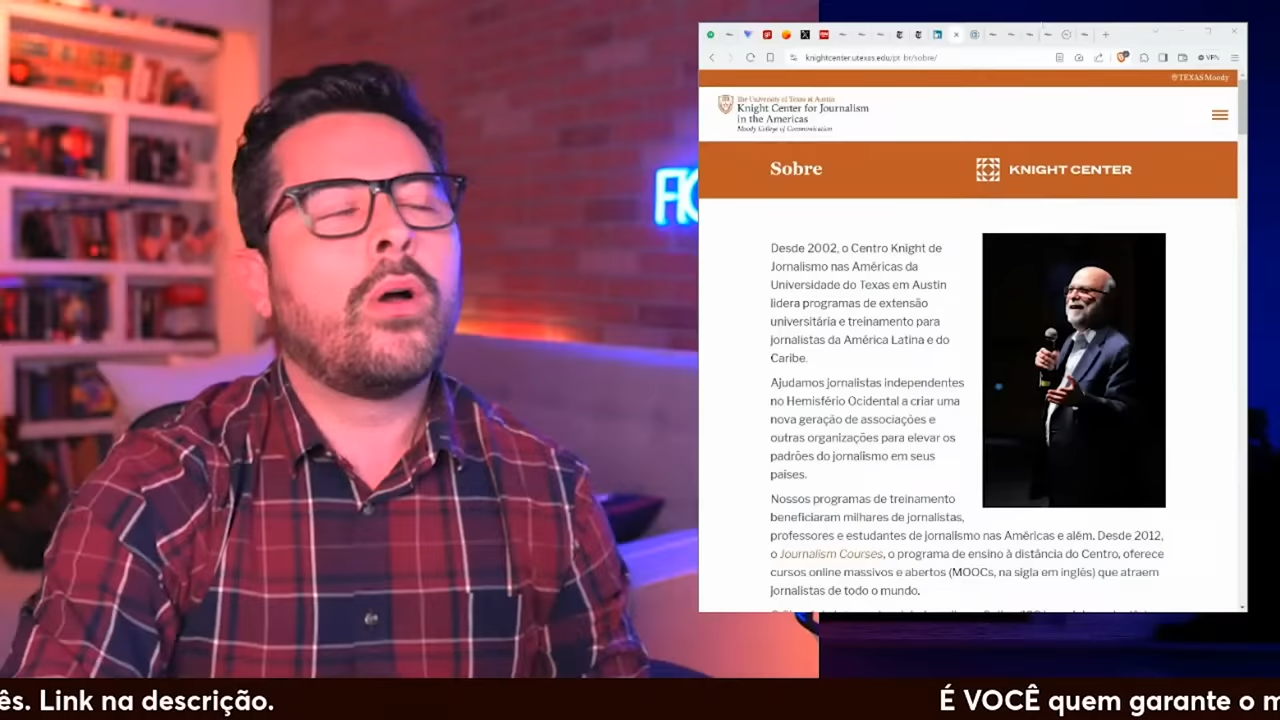 FIC
knightcenter.utexas.edu/pt-br/sobre/
VPN
TEXAS Moody
The University of Texas at Austin
Knight Center for Journalism
in the Americas
Moody College of Communication
Sobre
KNIGHT CENTER
Desde 2002, o Centro Knight de
Jornalismo nas Américas da
Universidade do Texas em Austin
lidera programas de extensão
universitária e treinamento para
jornalistas da América Latina e do
Caribe.
Ajudamos jornalistas independentes
no Hemisfério Ocidental a criar uma
nova geração de associações e
outras organizações para elevar os
padrões do jornalismo em seus
países.
Nossos programas de treinamento
beneficiaram milhares de jornalistas,
professores e estudantes de jornalismo nas Américas e além. Desde 2012,
o Journalism Courses, o programa de ensino à distância do Centro, oferece
cursos online massivos e abertos (MOOCs, na sigla em inglês) que atraem
jornalistas de todo o mundo.
ês. Link na descrição.
É VOCÊ quem garante o m